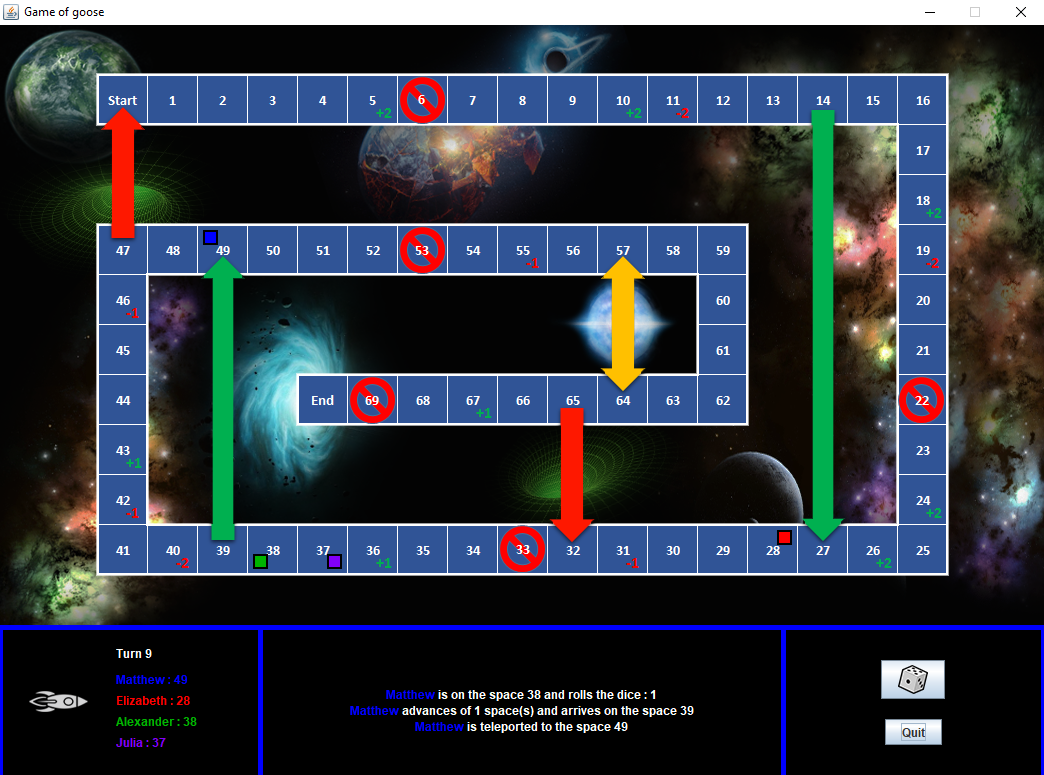 Game of goose
Start 1 2 3 4 5 +2 6 7 8 9 10 +2 11 -2 12 13 14 15 16
17
18 +2
47 48 49 50 51 52 53 54 55 -1 56 57 58 59 19 -2
46 -1 60 20
45 61 21
44 End 69 68 67 +1 66 65 64 63 62 22
43 +1 23
42 -1 24 +2
41 40 -2 39 38 37 36 +1 35 34 33 32 31 -1 30 29 28 27 26 +2 25
Turn 9
Matthew : 49
Elizabeth : 28
Alexander : 38
Julia : 37
Matthew is on the space 38 and rolls the dice : 1
Matthew advances of 1 space(s) and arrives on the space 39
Matthew is teleported to the space 49
Quit